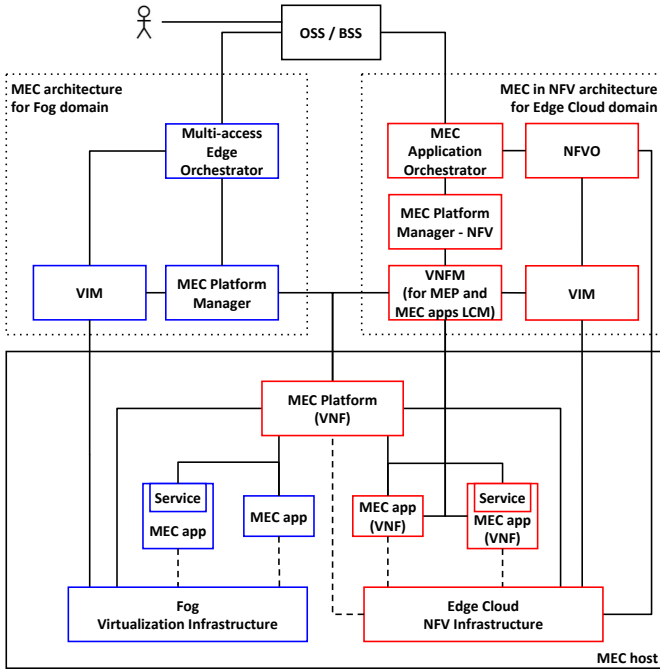 OSS / BSS
MEC architecture
for Fog domain
MEC in NFV architecture
for Edge Cloud domain
Multi-access
Edge
Orchestrator
MEC
Application
Orchestrator
NFVO
MEC Platform
Manager - NFV
VIM
MEC Platform
Manager
VNFM
(for MEP and
MEC apps LCM)
VIM
MEC Platform
(VNF)
Service
MEC app
MEC app
MEC app
(VNF)
Service
MEC app
(VNF)
Fog
Virtualization Infrastructure
Edge Cloud
NFV Infrastructure
MEC host